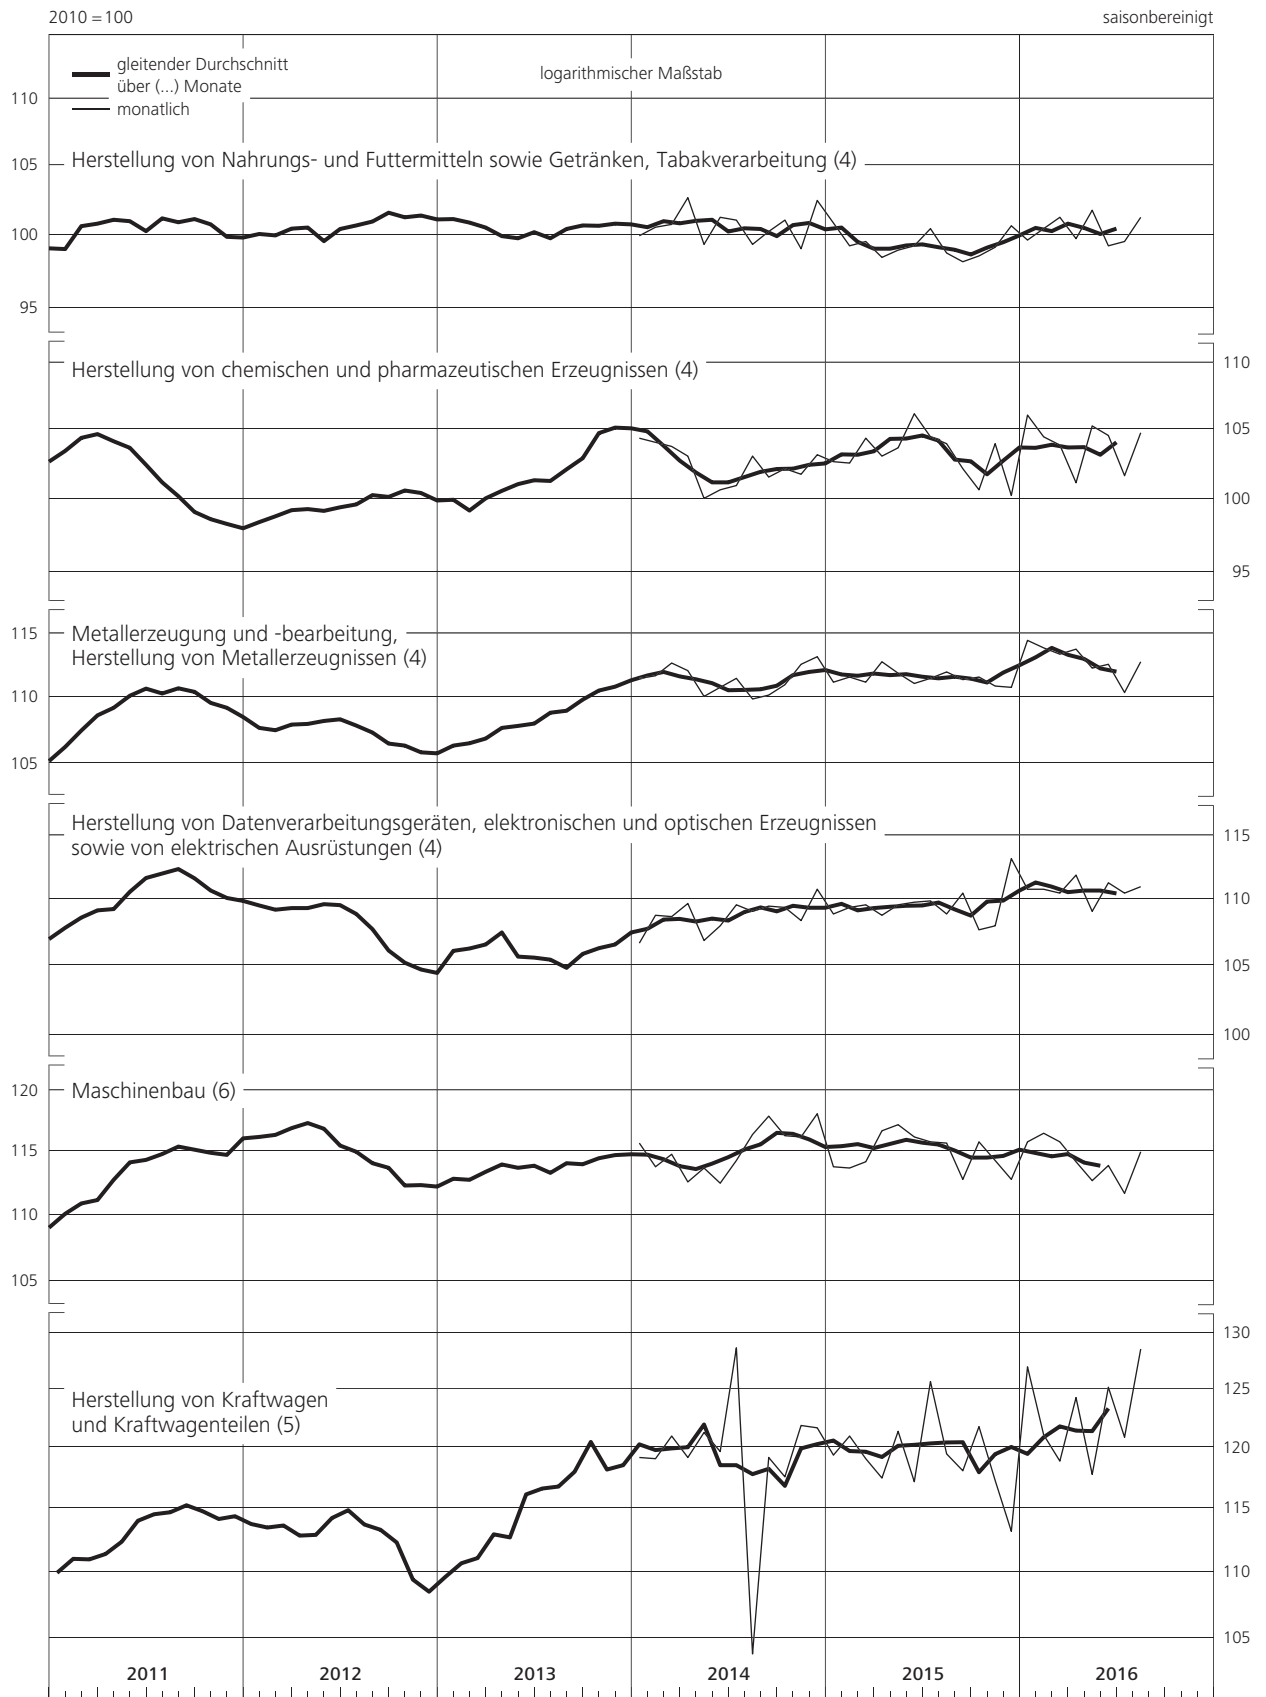 2010 = 100
saisonbereinigt
gleitender Durchschnitt
über (...) Monate
monatlich
logarithmischer Maßstab
110
105
100
95
Herstellung von Nahrungs- und Futtermitteln sowie Getränken, Tabakverarbeitung (4)
Herstellung von chemischen und pharmazeutischen Erzeugnissen (4)
110
105
100
95
Metallerzeugung und -bearbeitung,
Herstellung von Metallerzeugnissen (4)
115
110
105
Herstellung von Datenverarbeitungsgeräten, elektronischen und optischen Erzeugnissen
sowie von elektrischen Ausrüstungen (4)
115
110
105
100
Maschinenbau (6)
120
115
110
105
Herstellung von Kraftwagen
und Kraftwagenteilen (5)
130
125
120
115
110
105
2011 2012 2013 2014 2015 2016